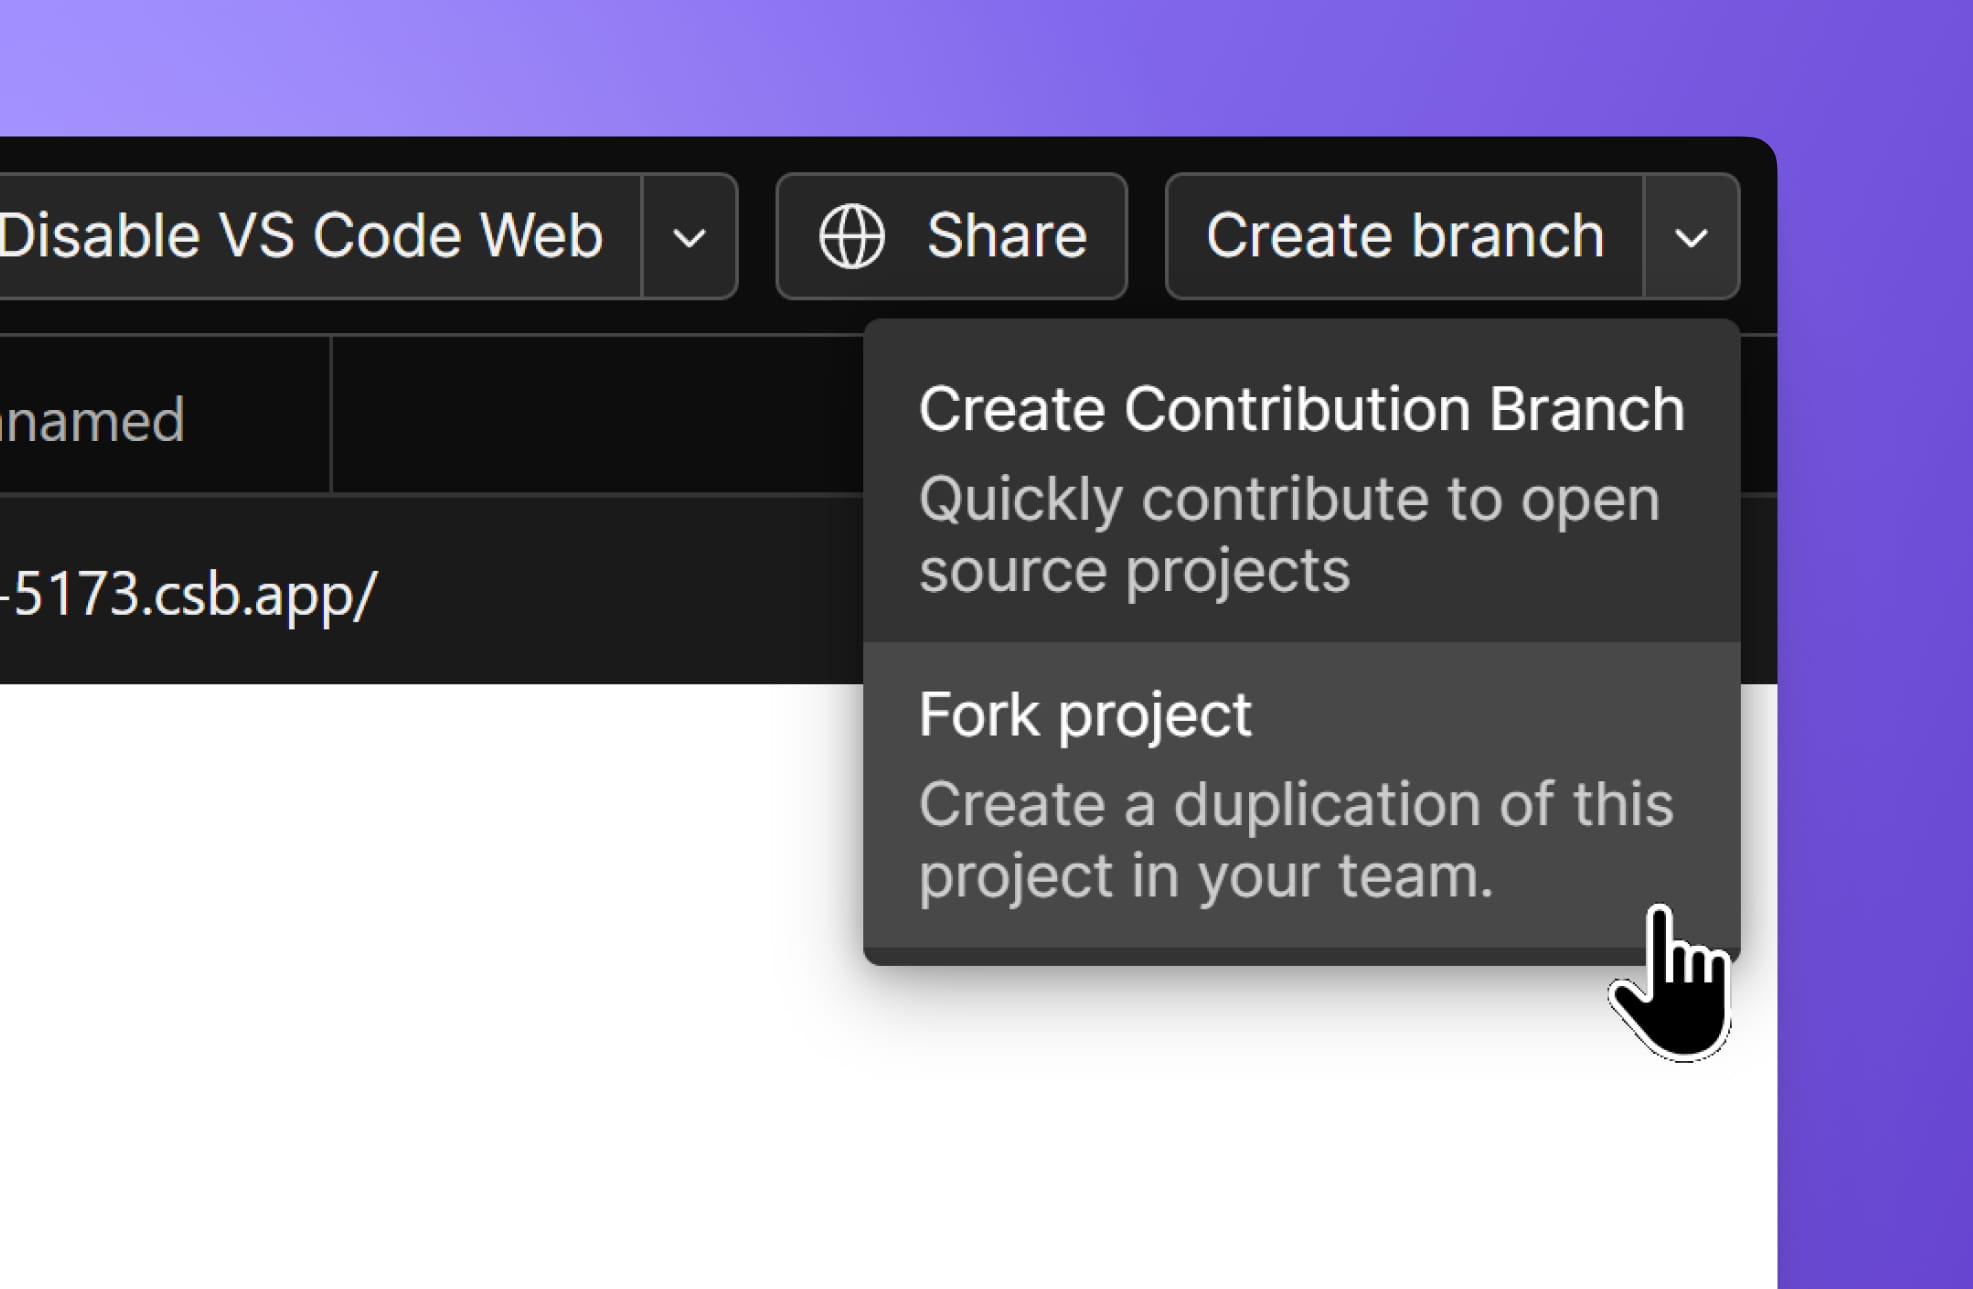 Disable VS Code Web
Share
Create branch
named
-5173.csb.app/
Create Contribution Branch
Quickly contribute to open
source projects
Fork project
Create a duplication of this
project in your team.